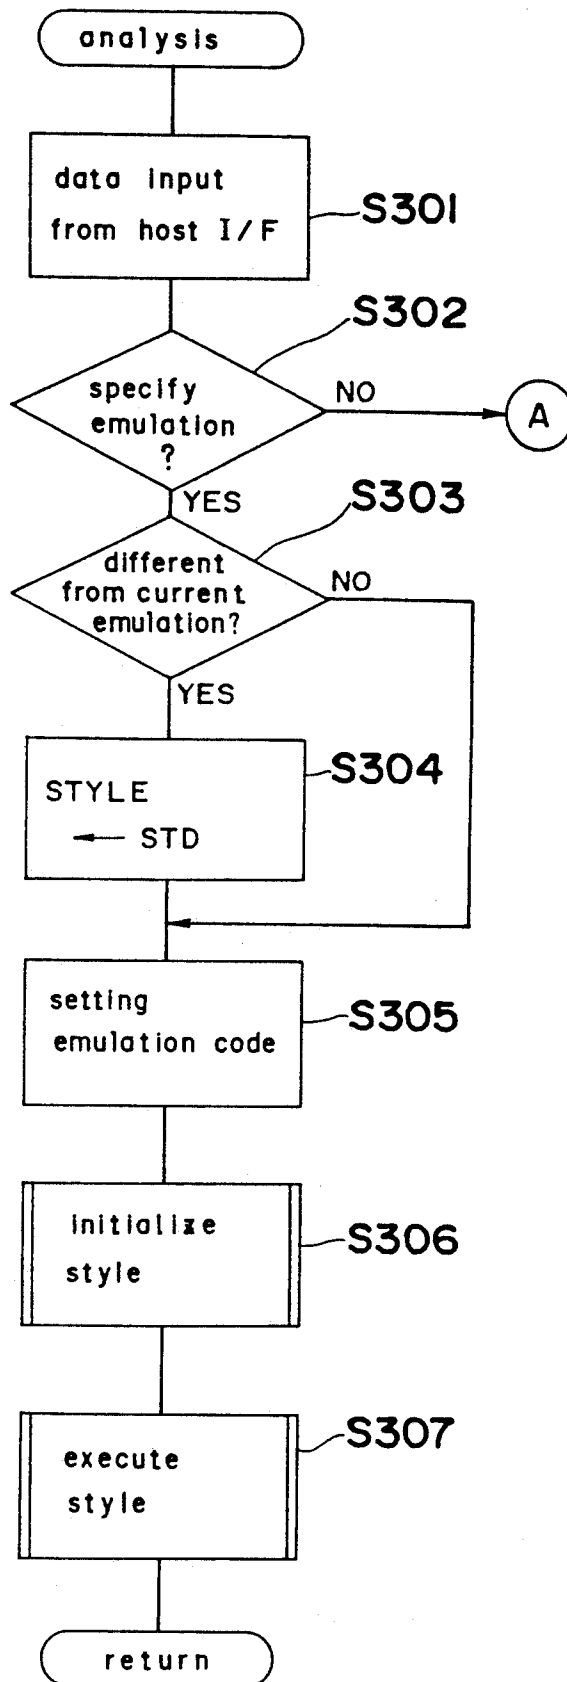 analysis
data input
from host I/F
S301
S302
specify
emulation
?
NO
A
YES
S303
different
from current
emulation?
NO
YES
S304
STYLE
← STD
setting
emulation code
S305
initialize
style
S306
execute
style
S307
return